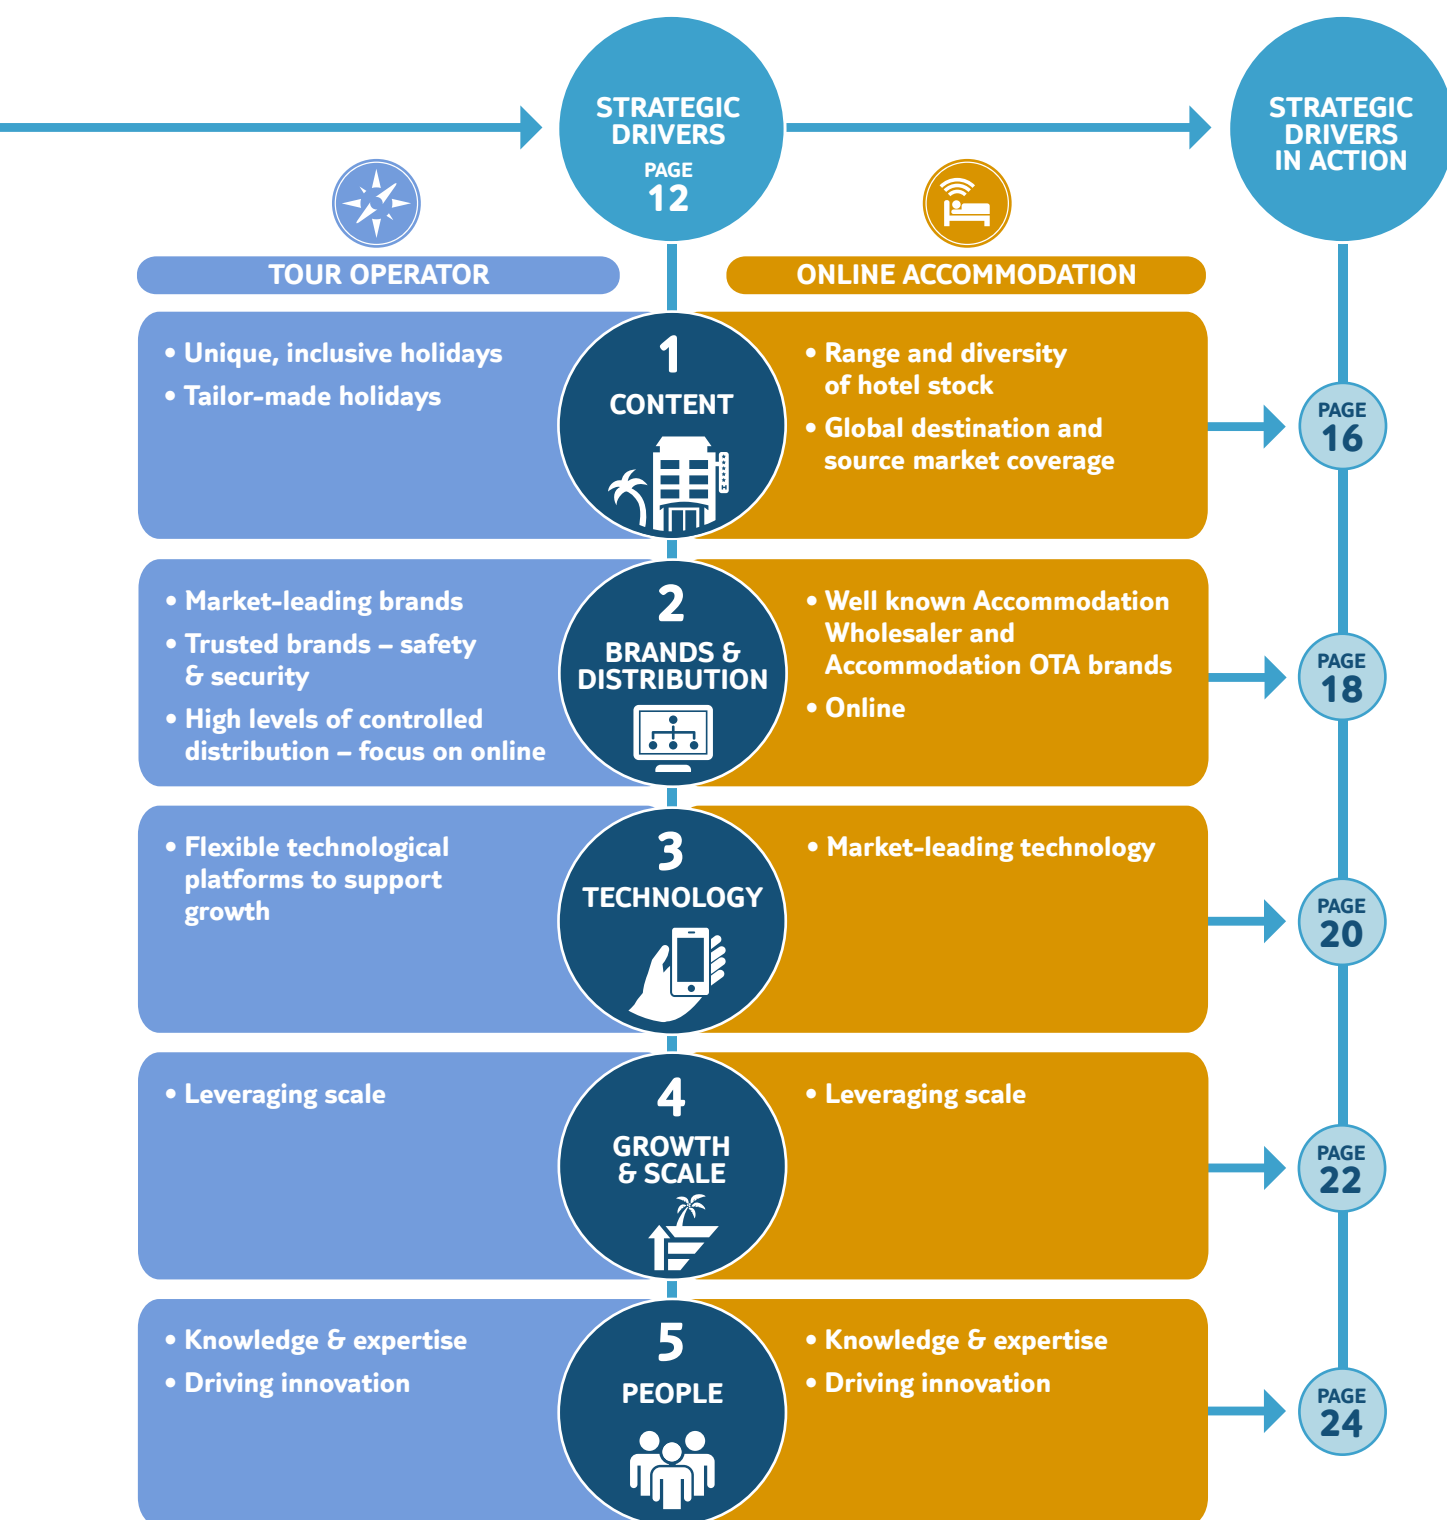 STRATEGIC
DRIVERS
PAGE
12
STRATEGIC
DRIVERS
IN ACTION
TOUR OPERATOR
ONLINE ACCOMMODATION
• Unique, inclusive holidays
• Tailor-made holidays
1
CONTENT
• Range and diversity
of hotel stock
• Global destination and
source market coverage
PAGE
16
• Market-leading brands
• Trusted brands – safety
& security
• High levels of controlled
distribution – focus on online
2
BRANDS &
DISTRIBUTION
• Well known Accommodation
Wholesaler and
Accommodation OTA brands
• Online
PAGE
18
• Flexible technological
platforms to support
growth
3
TECHNOLOGY
• Market-leading technology
PAGE
20
• Leveraging scale
4
GROWTH
& SCALE
• Leveraging scale
PAGE
22
• Knowledge & expertise
• Driving innovation
5
PEOPLE
• Knowledge & expertise
• Driving innovation
PAGE
24